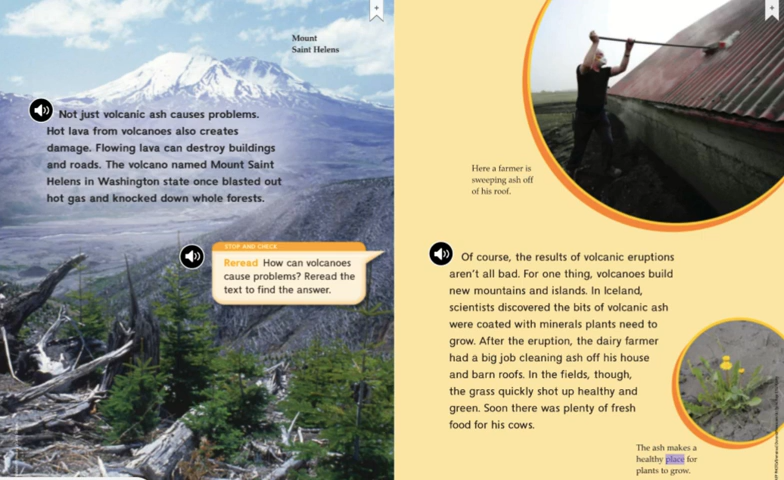 Mount
Saint Helens
Not just volcanic ash causes problems.
Hot lava from volcanoes also creates
damage. Flowing lava can destroy buildings
and roads. The volcano named Mount Saint
Helens in Washington state once blasted out
hot gas and knocked down whole forests.
STOP AND CHECK
Reread How can volcanoes
cause problems? Reread the
text to find the answer.
Here a farmer is
sweeping ash off
of his roof.
Of course, the results of volcanic eruptions
aren't all bad. For one thing, volcanoes build
new mountains and islands. In Iceland,
scientists discovered the bits of volcanic ash
were coated with minerals plants need to
grow. After the eruption, the dairy farmer
had a big job cleaning ash off his house
and barn roofs. In the fields, though,
the grass quickly shot up healthy and
green. Soon there was plenty of fresh
food for his cows.
The ash makes a
healthy place for
plants to grow.